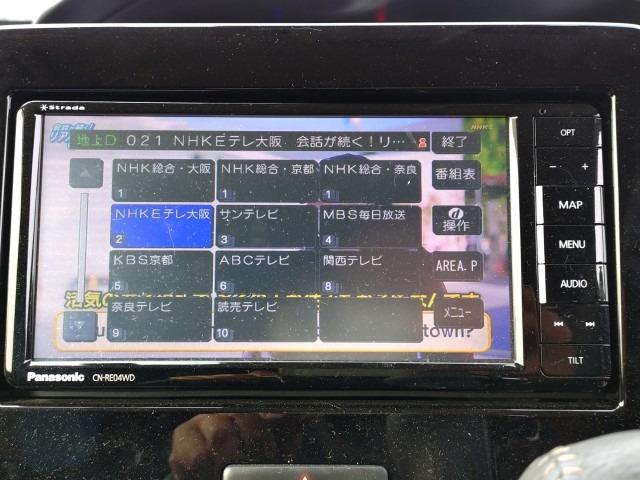 Strada
地上D 021 NHKEテレ大阪 会話が続く!リ… 終了
NHKE
NHK総合・大阪 NHK総合・京都 NHK総合・奈良 番組表
1 1 1
NHKEテレ大阪 サンテレビ MBS毎日放送 d操作
2 3 4
KBS京都 ABCテレビ 関西テレビ AREA.P
5 6 8
奈良テレビ 読売テレビ メニュー
9 10
town?
OPT
− +
MAP
MENU
AUDIO
TILT
Panasonic CN-RE04WD